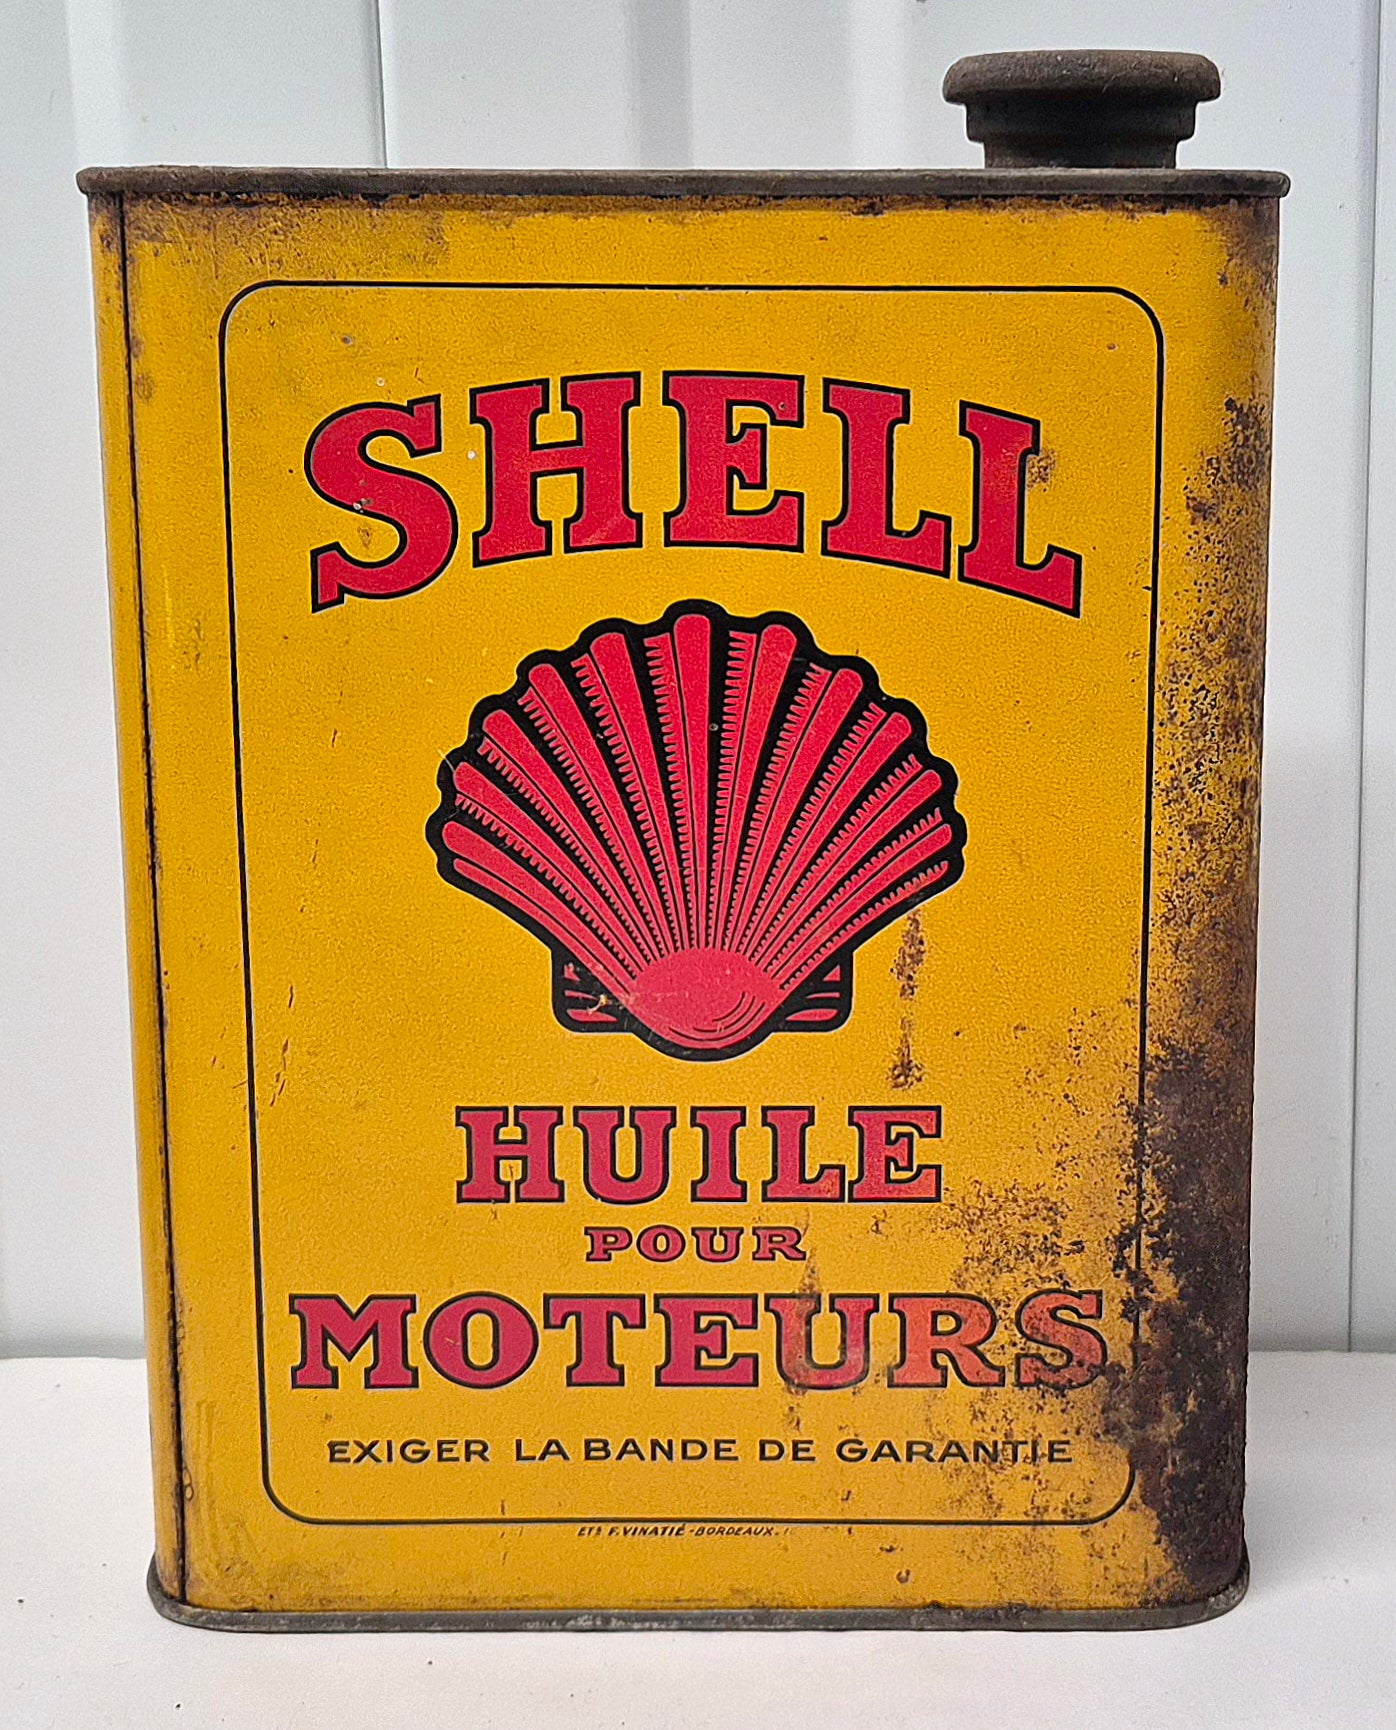 SHELL
HUILE
POUR
MOTEURS
EXIGER LA BANDE DE GARANTIE
ETS F. VINATIÉ - BORDEAUX.